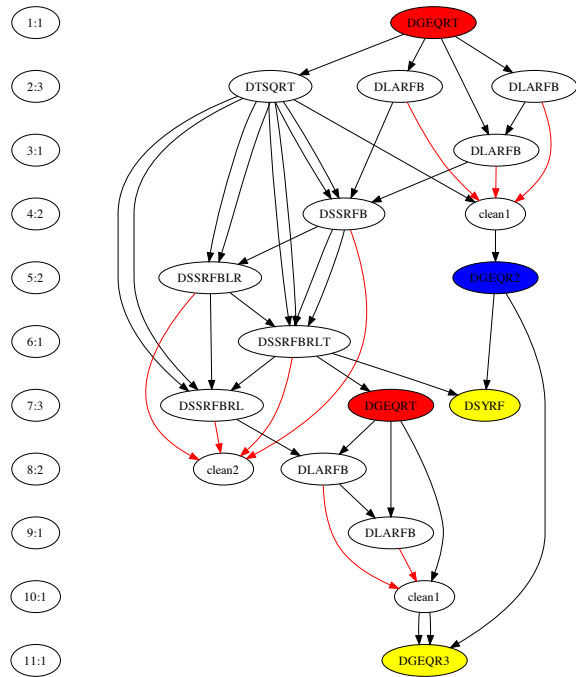 1:1 DGEQRT
2:3 DTSQRT DLARFB DLARFB
3:1 DLARFB
4:2 DSSRFB clean1
5:2 DSSRFBLR DGEQR2
6:1 DSSRFBRLT
7:3 DSSRFBRL DGEQRT DSYRF
8:2 clean2 DLARFB
9:1 DLARFB
10:1 clean1
11:1 DGEQR3